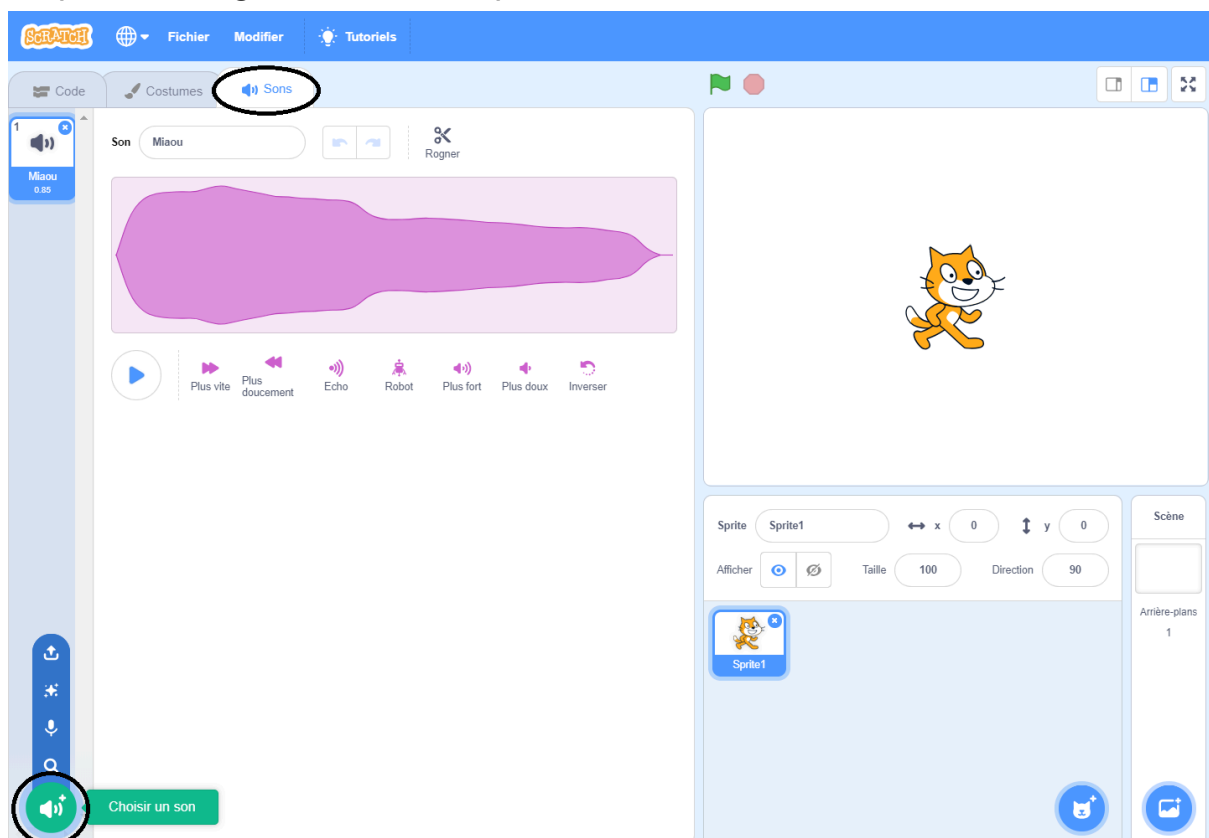 SCRATCH Fichier Modifier Tutoriels
Code Costumes Sons
1
Miaou
0.85
Son Miaou Rogner
Plus vite Plus doucement Echo Robot Plus fort Plus doux Inverser
Choisir un son
Sprite Sprite1 x 0 y 0
Afficher Taille 100 Direction 90
Sprite1
Scène
Arrière-plans
1